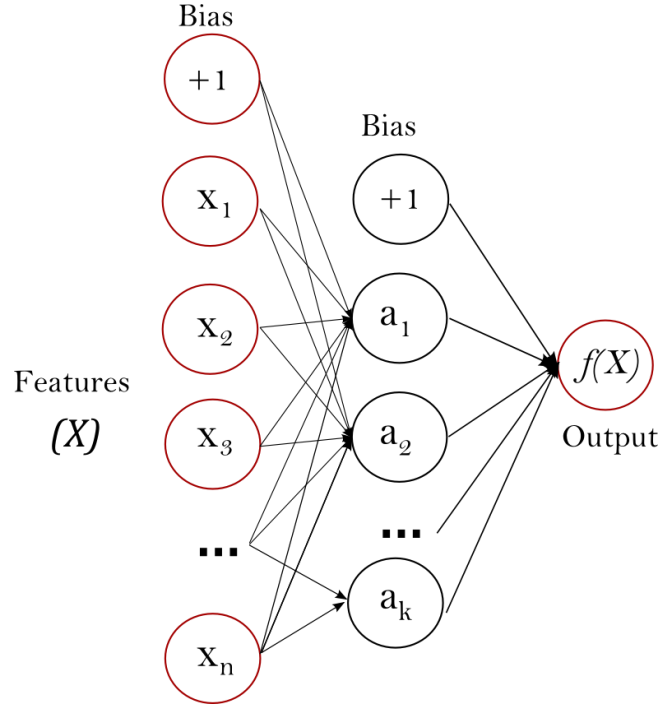 Bias
+1
x₁
x₂
x₃
...
xₙ
Features
(X)
Bias
+1
a₁
a₂
...
aₖ
f(X)
Output